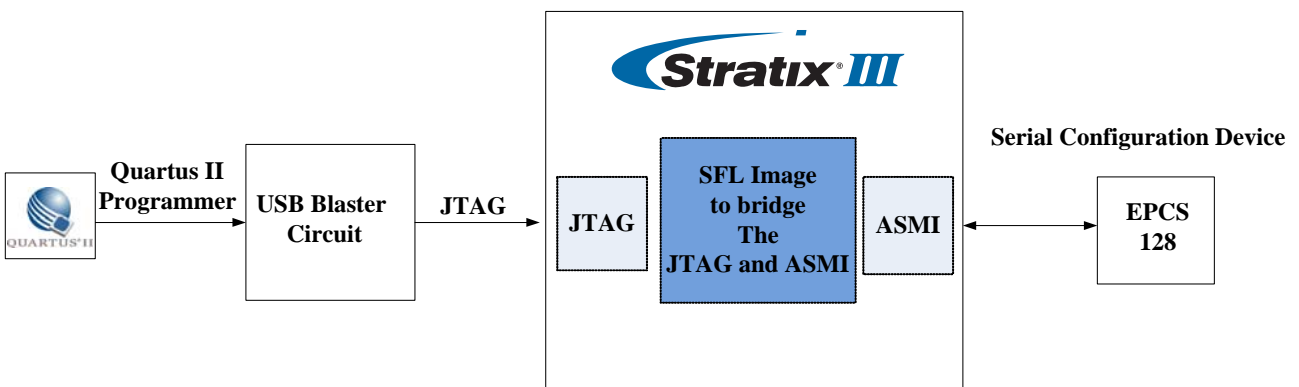 Stratix® III
Serial Configuration Device
Quartus II
Programmer
QUARTUS® II
USB Blaster
Circuit
JTAG
JTAG
SFL Image
to bridge
The
JTAG and ASMI
ASMI
EPCS
128